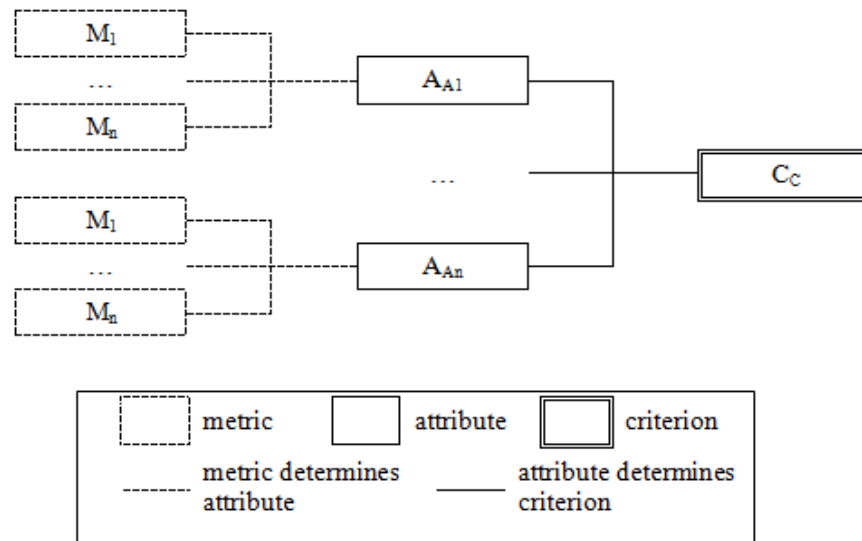 M1
...
Mn
AA1
...
M1
...
Mn
AAn
CC
metric
attribute
criterion
metric determines
attribute
attribute determines
criterion